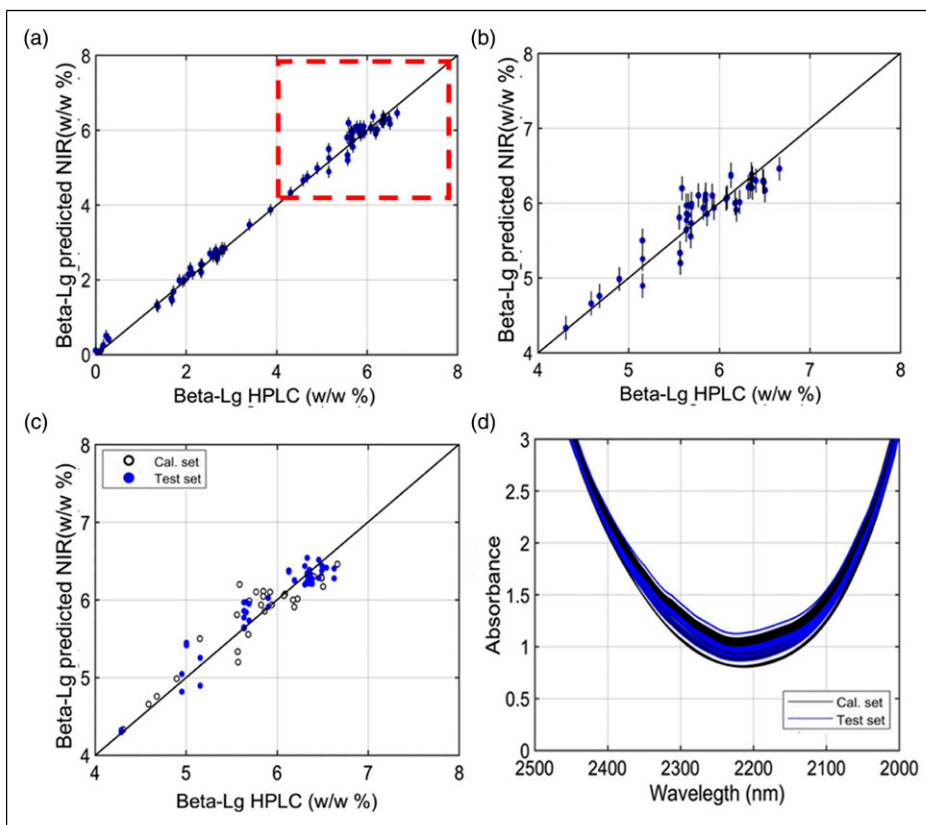 (a)
8
6
4
2
0
Beta-Lg predicted NIR(w/w %)
0 2 4 6 8
Beta-Lg HPLC (w/w %)
(b)
8
7
6
5
4
Beta-Lg predicted NIR(w/w %)
4 5 6 7 8
Beta-Lg HPLC (w/w %)
(c)
8
7
6
5
4
Beta-Lg predicted NIR(w/w %)
Cal. set
Test set
4 5 6 7 8
Beta-Lg HPLC (w/w %)
(d)
3
2.5
2
1.5
1
0.5
0
Absorbance
Cal. set
Test set
2500 2400 2300 2200 2100 2000
Wavelegth (nm)